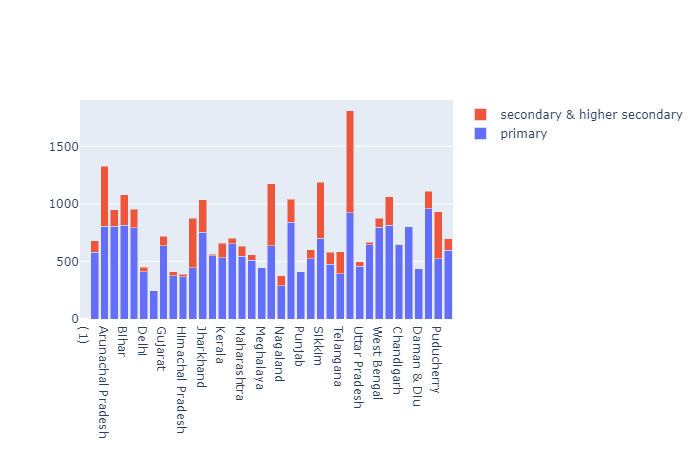 secondary & higher secondary
primary
1500
1000
500
0
(1)
Arunachal Pradesh
Bihar
Delhi
Gujarat
Himachal Pradesh
Jharkhand
Kerala
Maharashtra
Meghalaya
Nagaland
Punjab
Sikkim
Telangana
Uttar Pradesh
West Bengal
Chandigarh
Daman & Diu
Puducherry